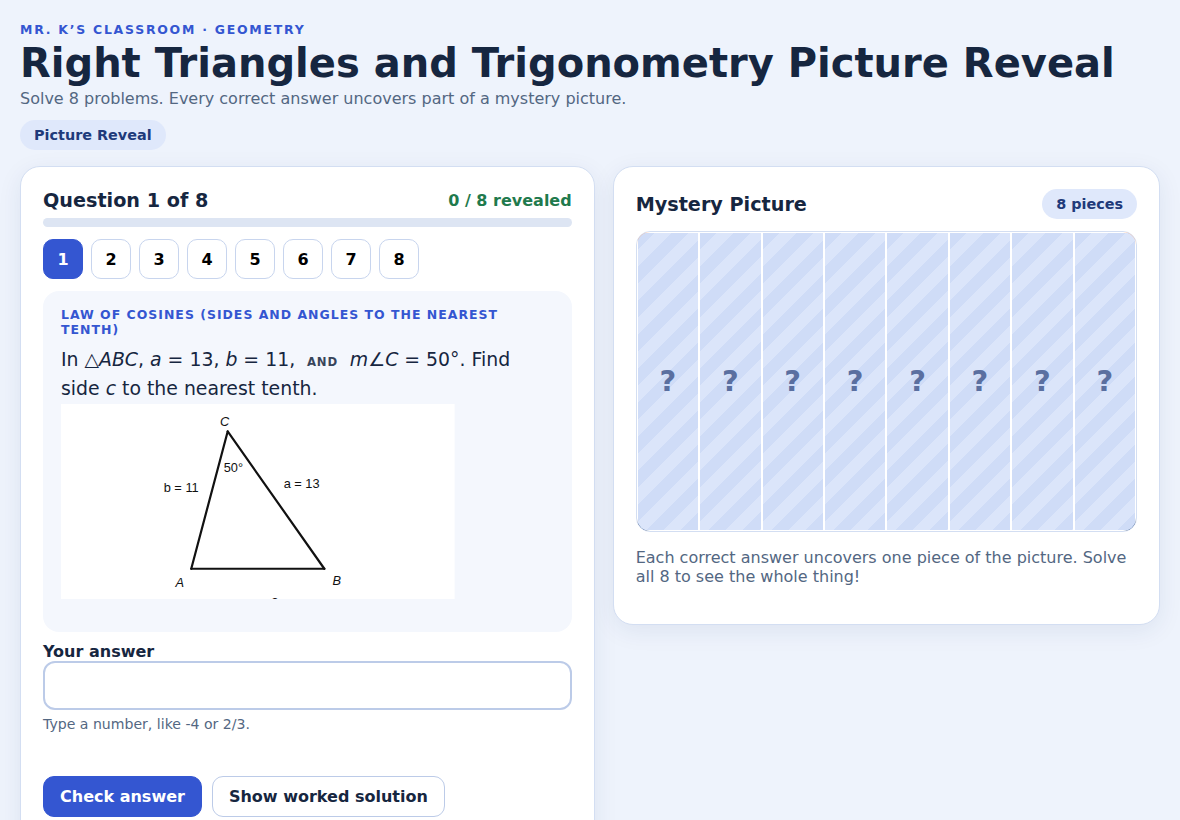 MR. K’S CLASSROOM · GEOMETRY
Right Triangles and Trigonometry Picture Reveal
Solve 8 problems. Every correct answer uncovers part of a mystery picture.
Picture Reveal
Question 1 of 8
0 / 8 revealed
1 2 3 4 5 6 7 8
LAW OF COSINES (SIDES AND ANGLES TO THE NEAREST
TENTH)
In △ABC, a = 13, b = 11, AND m∠C = 50°. Find
side c to the nearest tenth.
C
50°
b = 11
a = 13
A
B
Your answer
Type a number, like -4 or 2/3.
Check answer
Show worked solution
Mystery Picture
8 pieces
? ? ? ? ? ? ? ?
Each correct answer uncovers one piece of the picture. Solve
all 8 to see the whole thing!